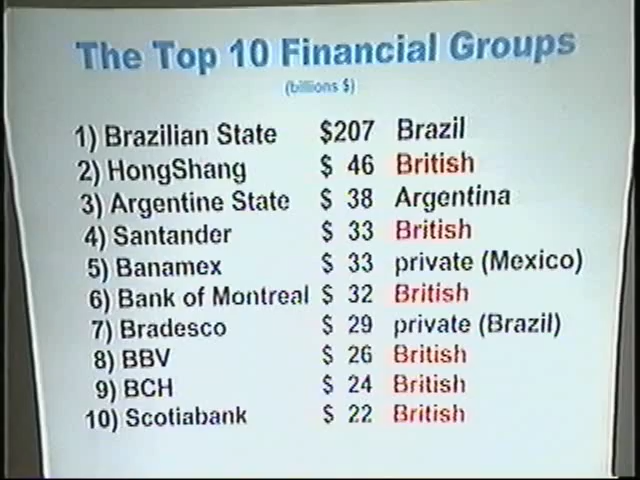 The Top 10 Financial Groups
(billions $)
1) Brazilian State $207 Brazil
2) HongShang $ 46 British
3) Argentine State $ 38 Argentina
4) Santander $ 33 British
5) Banamex $ 33 private (Mexico)
6) Bank of Montreal $ 32 British
7) Bradesco $ 29 private (Brazil)
8) BBV $ 26 British
9) BCH $ 24 British
10) Scotiabank $ 22 British